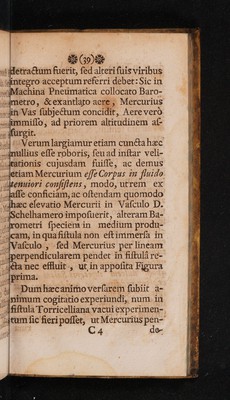 (39)
detractum fuerit, sed alteri suis viribus
integro acceptum referri debet: Sic in
Machina Pneumatica collocato Baro-
metro, & exantlato aere, Mercurius
in Vas subjectum concidit, Aere verò
immisso, ad priorem altitudinem as-
surgit.
Verum largiamur etiam cuncta hæc
nullius esse roboris, seu ad instar veli-
tationis cujusdam fuisse, ac demus
etiam Mercurium esse Corpus in fluido
tenuiori consistens, modo, ut rem ex
asse conficiam, ac ostendam quomodo
hæc elevatio Mercurii in Vasculo D.
Schelhamero imposuerit, alteram Ba-
rometri speciem in medium produ-
cam, in qua fistula non est immersa in
Vasculo, sed Mercurius per lineam
perpendicularem pendet in fistulâ re-
cta nec effluit, ut in apposita Figura
prima.
Dum hæc animo versarem subiit a-
nimum cogitatio experiundi, num in
fistula Torricelliana vacui experimen-
tum sic fieri posset, ut Mercurius pen-
C 4 de-